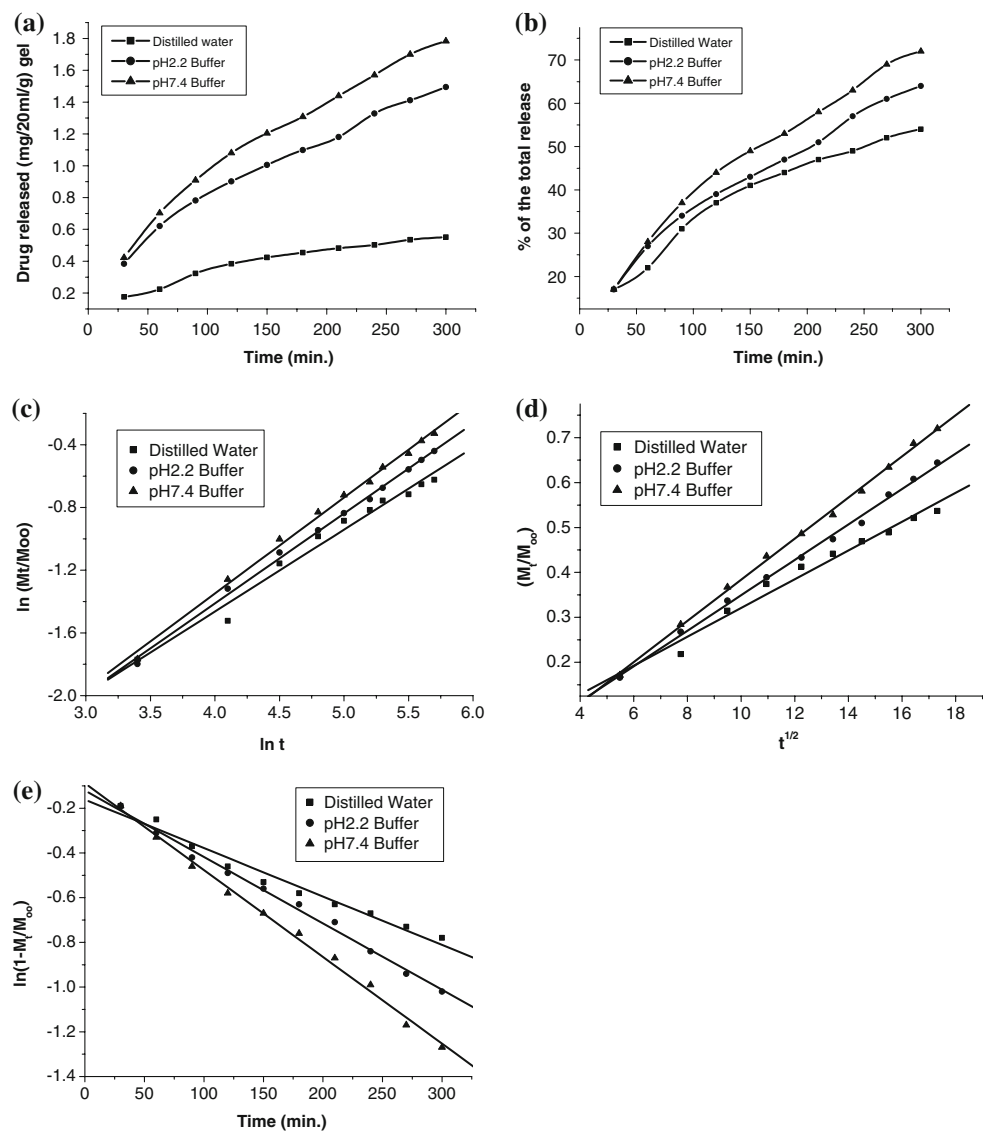 (a)
Distilled water
pH2.2 Buffer
pH7.4 Buffer
Drug released (mg/20ml/g) gel
1.8
1.6
1.4
1.2
1.0
0.8
0.6
0.4
0.2
0 50 100 150 200 250 300
Time (min.)
(b)
Distilled Water
pH2.2 Buffer
pH7.4 Buffer
% of the total release
70
60
50
40
30
20
0 50 100 150 200 250 300
Time (min.)
(c)
Distilled Water
pH2.2 Buffer
pH7.4 Buffer
ln (Mt/Moo)
-0.4
-0.8
-1.2
-1.6
-2.0
3.0 3.5 4.0 4.5 5.0 5.5 6.0
ln t
(d)
Distilled Water
pH2.2 Buffer
pH7.4 Buffer
(Mt/Moo)
0.7
0.6
0.5
0.4
0.3
0.2
4 6 8 10 12 14 16 18
t1/2
(e)
Distilled Water
pH2.2 Buffer
pH7.4 Buffer
ln(1-Mt/Moo)
-0.2
-0.4
-0.6
-0.8
-1.0
-1.2
-1.4
0 50 100 150 200 250 300
Time (min.)